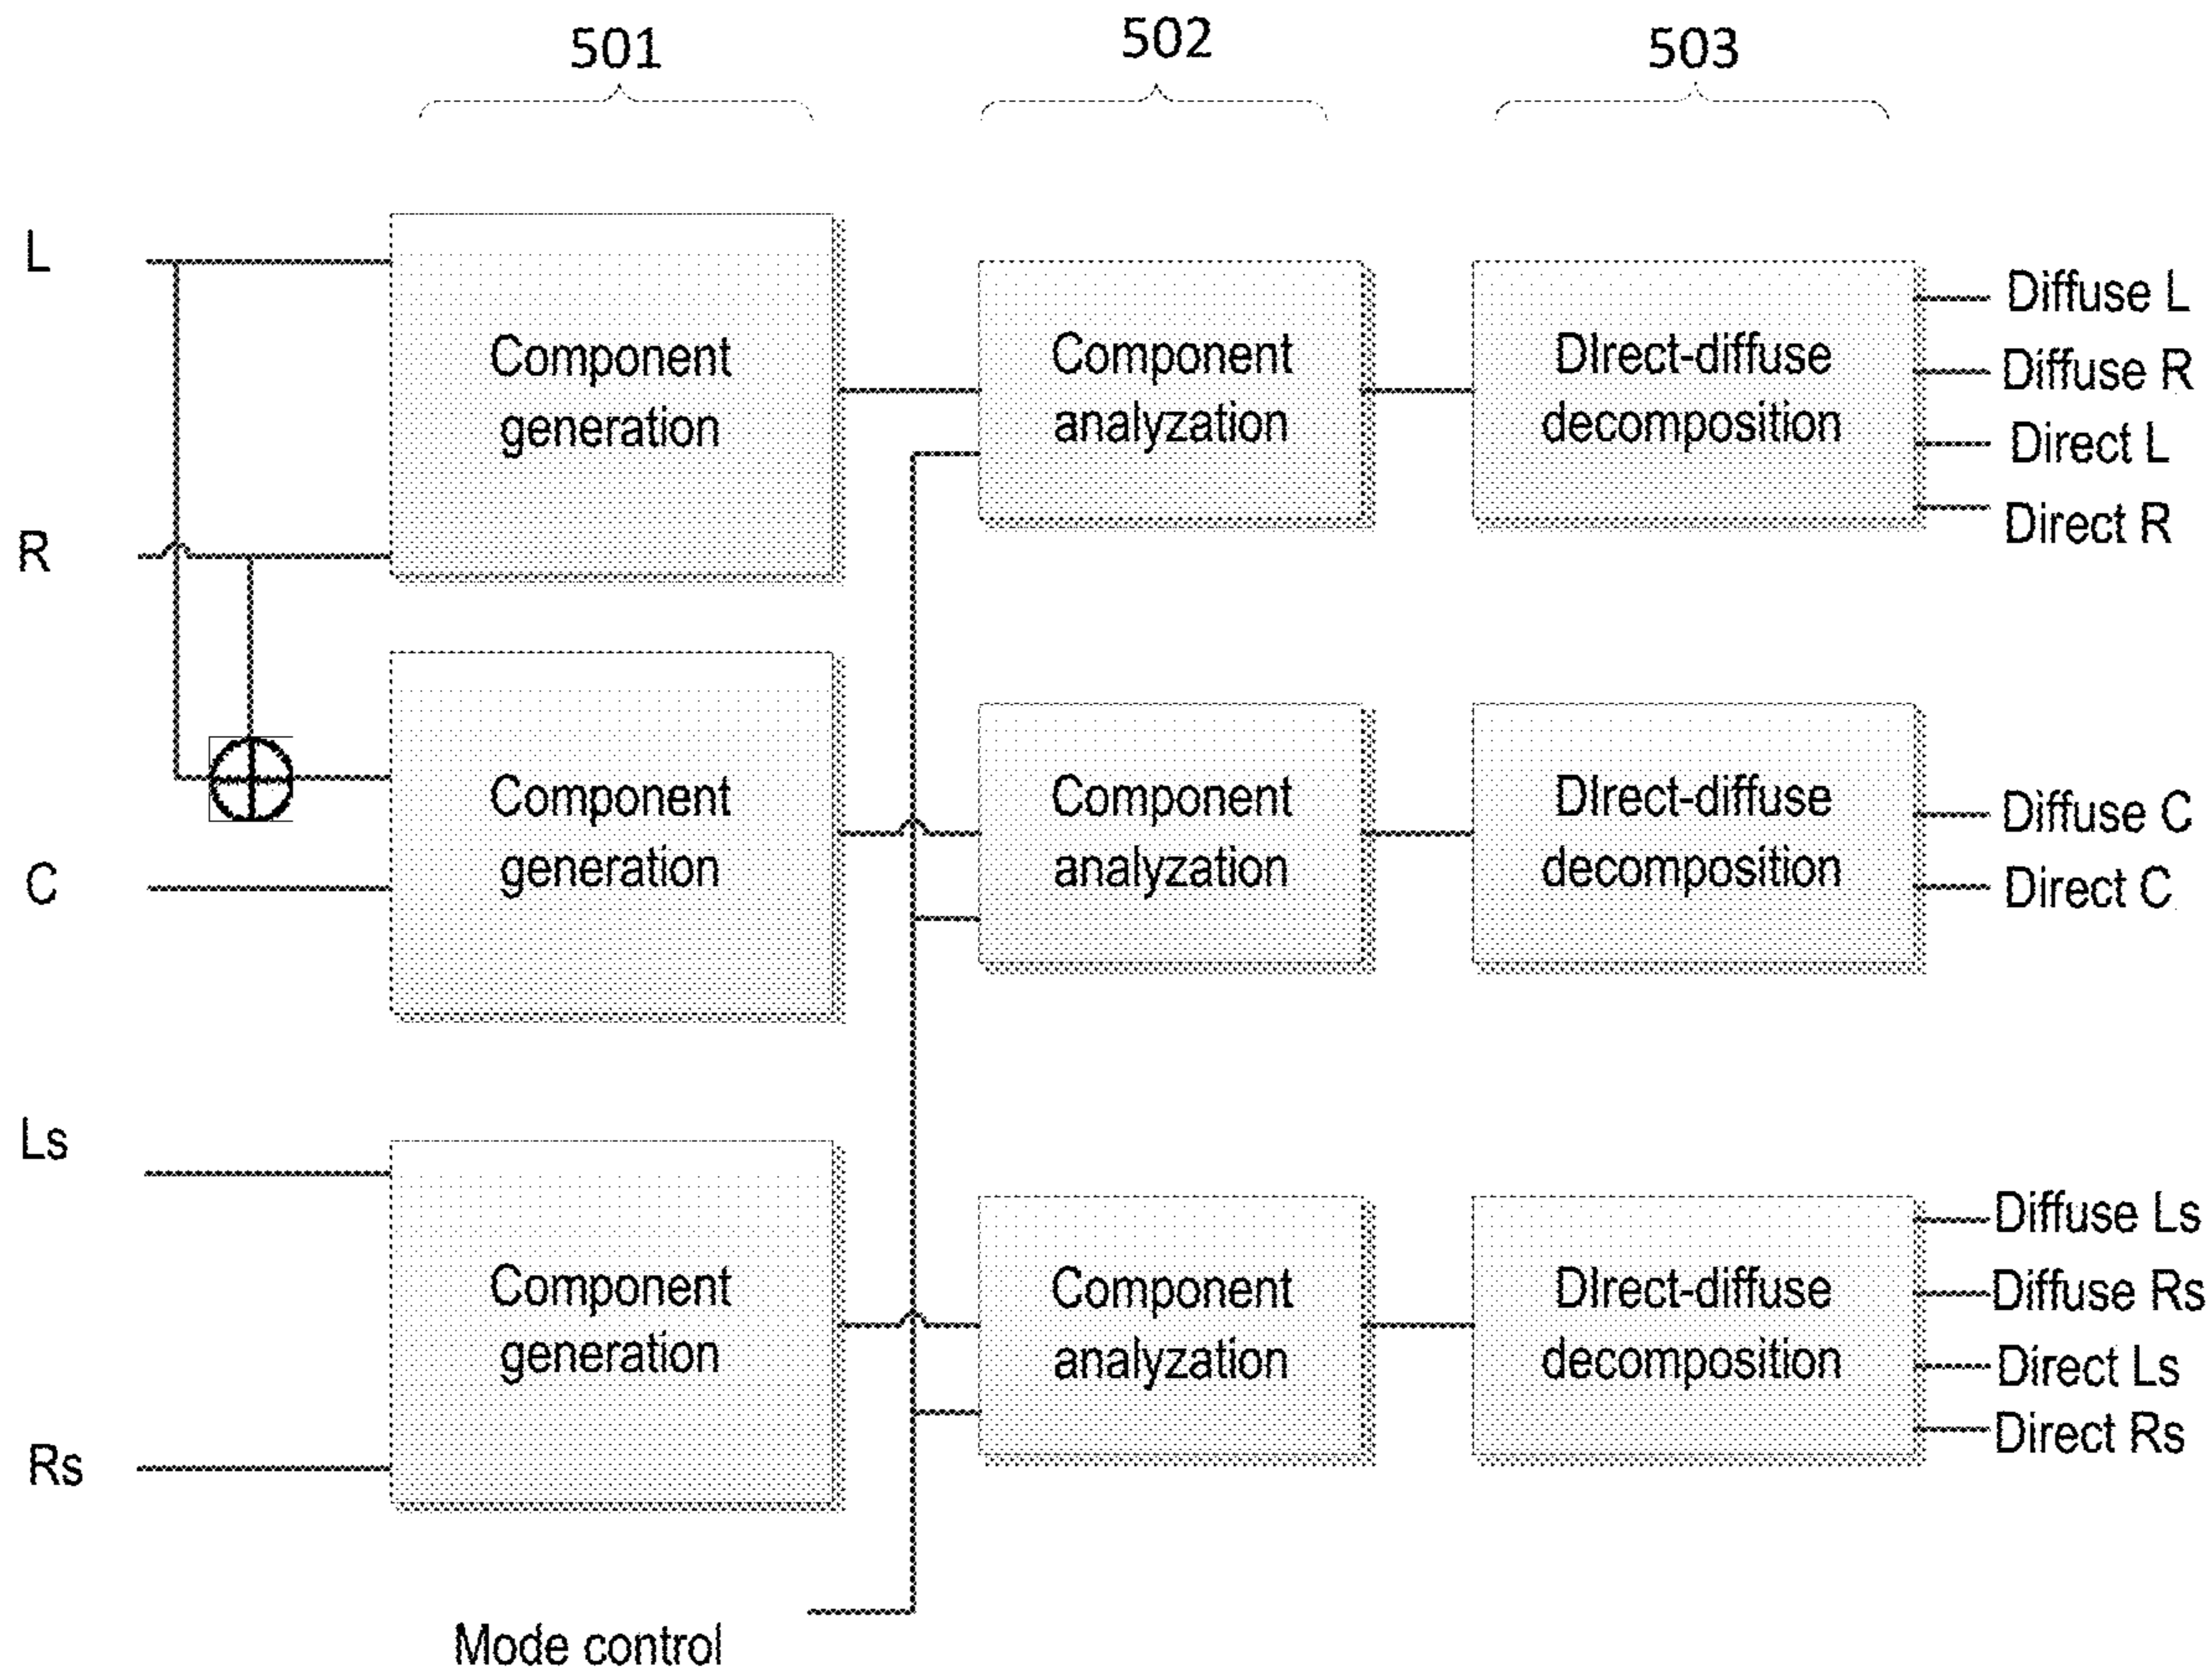 501
502
503
L
R
C
Ls
Rs
Component
generation
Component
analyzation
DIrect-diffuse
decomposition
Diffuse L
Diffuse R
Direct L
Direct R
Component
generation
Component
analyzation
DIrect-diffuse
decomposition
Diffuse C
Direct C
Component
generation
Component
analyzation
DIrect-diffuse
decomposition
Diffuse Ls
Diffuse Rs
Direct Ls
Direct Rs
Mode control